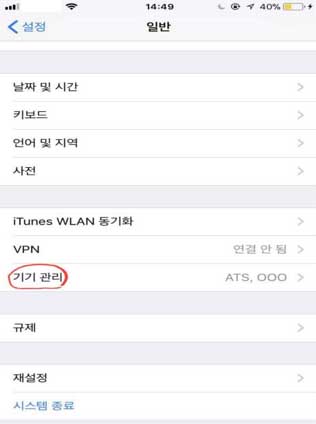 14:49
40%
설정
일반
날짜 및 시간
키보드
언어 및 지역
사전
iTunes WLAN 동기화
VPN 연결 안 됨
기기 관리 ATS, OOO
규제
재설정
시스템 종료